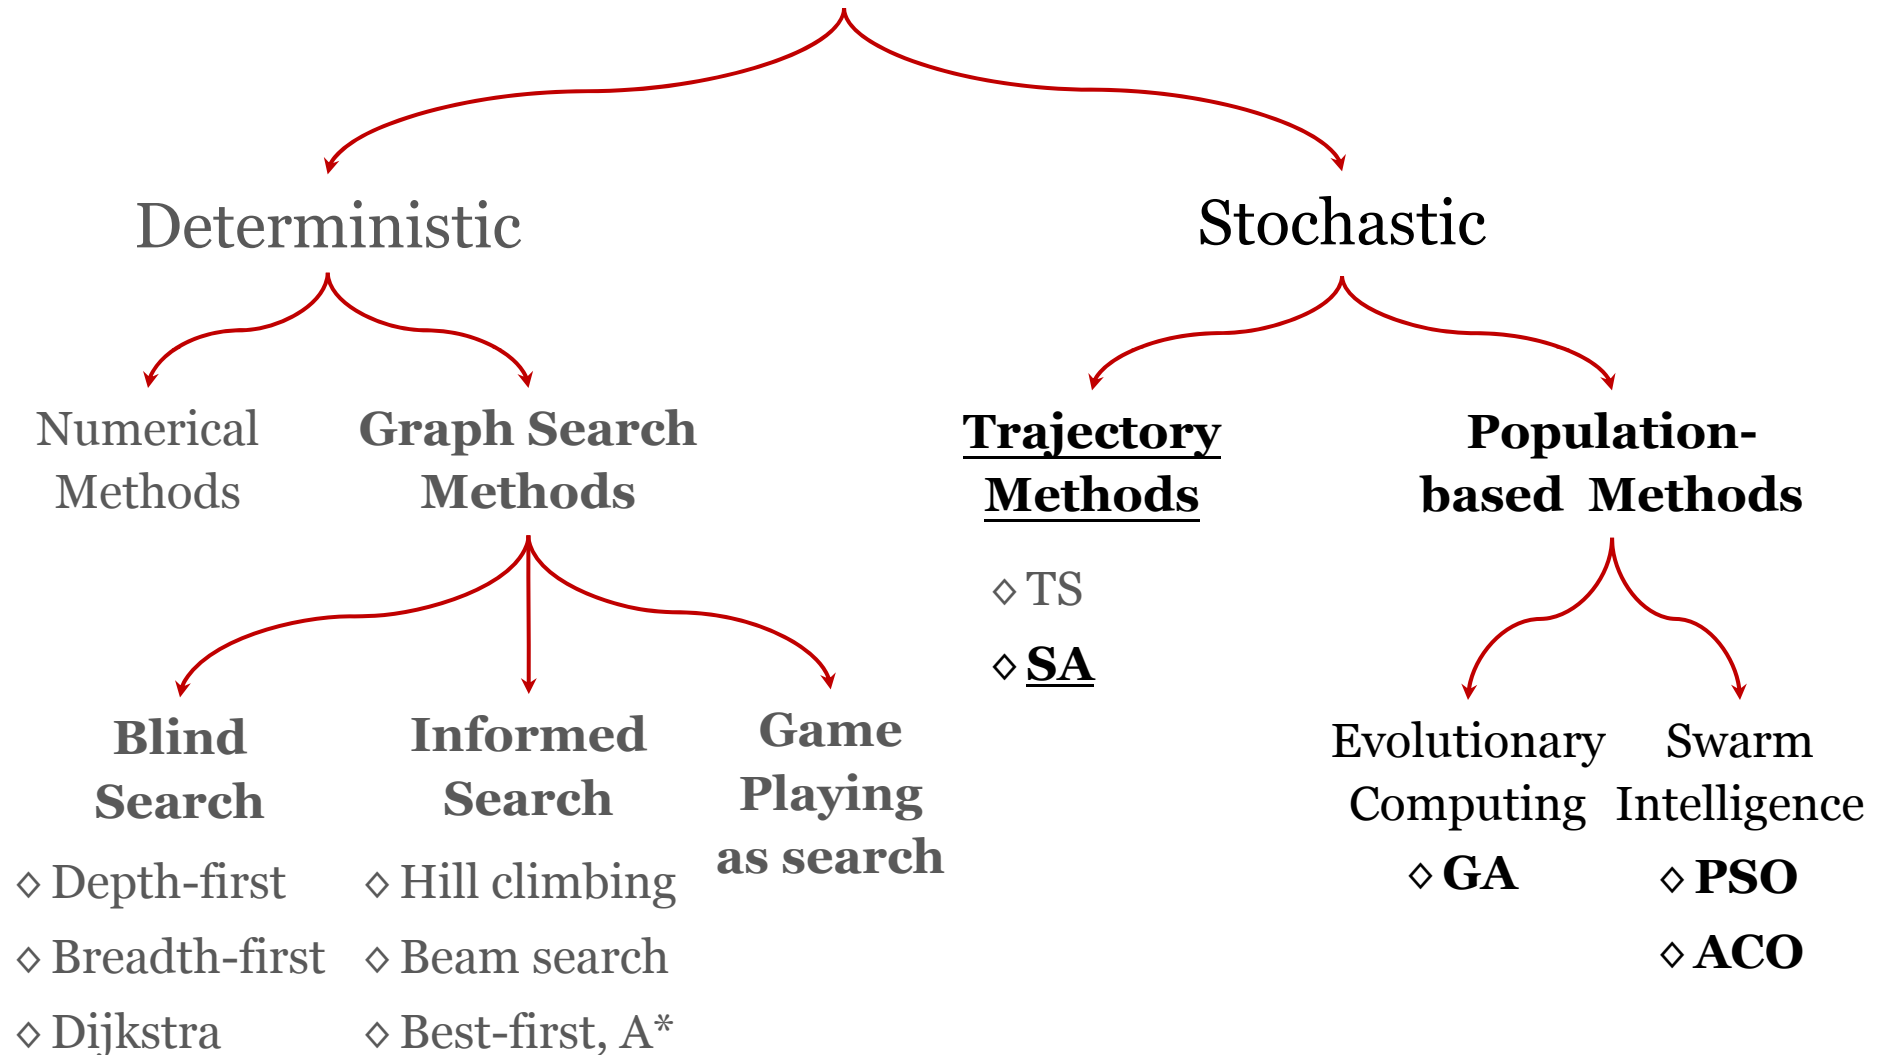 Deterministic
Stochastic
Numerical
Methods
Graph Search
Methods
Trajectory
Methods
Population-
based Methods
◇ TS
◇ SA
Blind
Search
Informed
Search
Game
Playing
as search
Evolutionary
Computing
Swarm
Intelligence
◇ Depth-first
◇ Breadth-first
◇ Dijkstra
◇ Hill climbing
◇ Beam search
◇ Best-first, A*
◇ GA
◇ PSO
◇ ACO